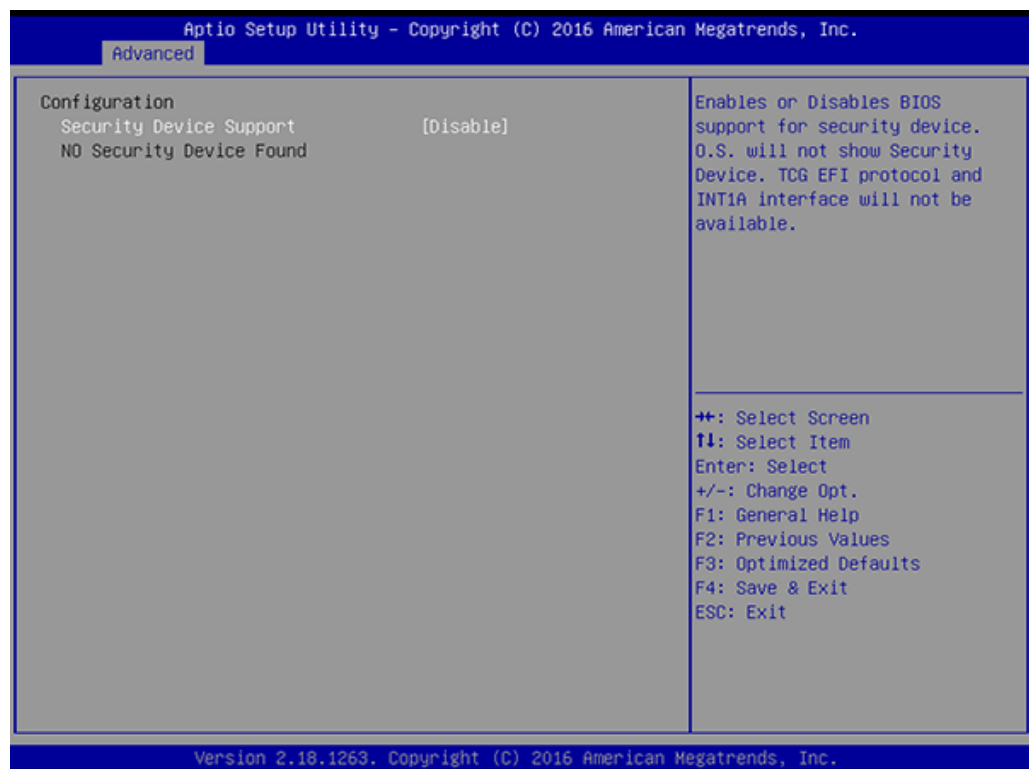 Aptio Setup Utility – Copyright (C) 2016 American Megatrends, Inc.
Advanced
Configuration
Security Device Support [Disable]
NO Security Device Found
Enables or Disables BIOS
support for security device.
O.S. will not show Security
Device. TCG EFI protocol and
INT1A interface will not be
available.
→←: Select Screen
↑↓: Select Item
Enter: Select
+/-: Change Opt.
F1: General Help
F2: Previous Values
F3: Optimized Defaults
F4: Save & Exit
ESC: Exit
Version 2.18.1263. Copyright (C) 2016 American Megatrends, Inc.